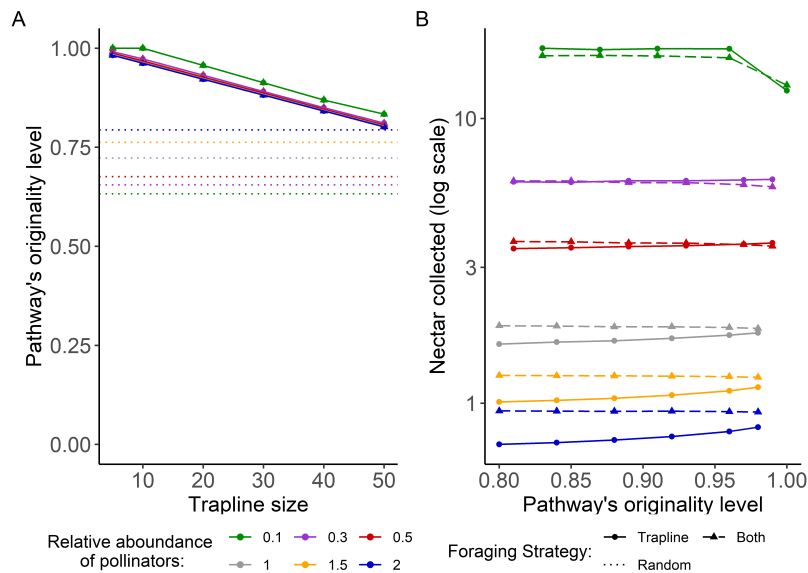 A
Pathway's originality level
1.00
0.75
0.50
0.25
0.00
10
20
30
40
50
Trapline size
B
Nectar collected (log scale)
10
3
1
0.80
0.85
0.90
0.95
1.00
Pathway's originality level
Relative aboundance
of pollinators:
0.1
0.3
0.5
1
1.5
2
Foraging Strategy:
Trapline
Both
Random